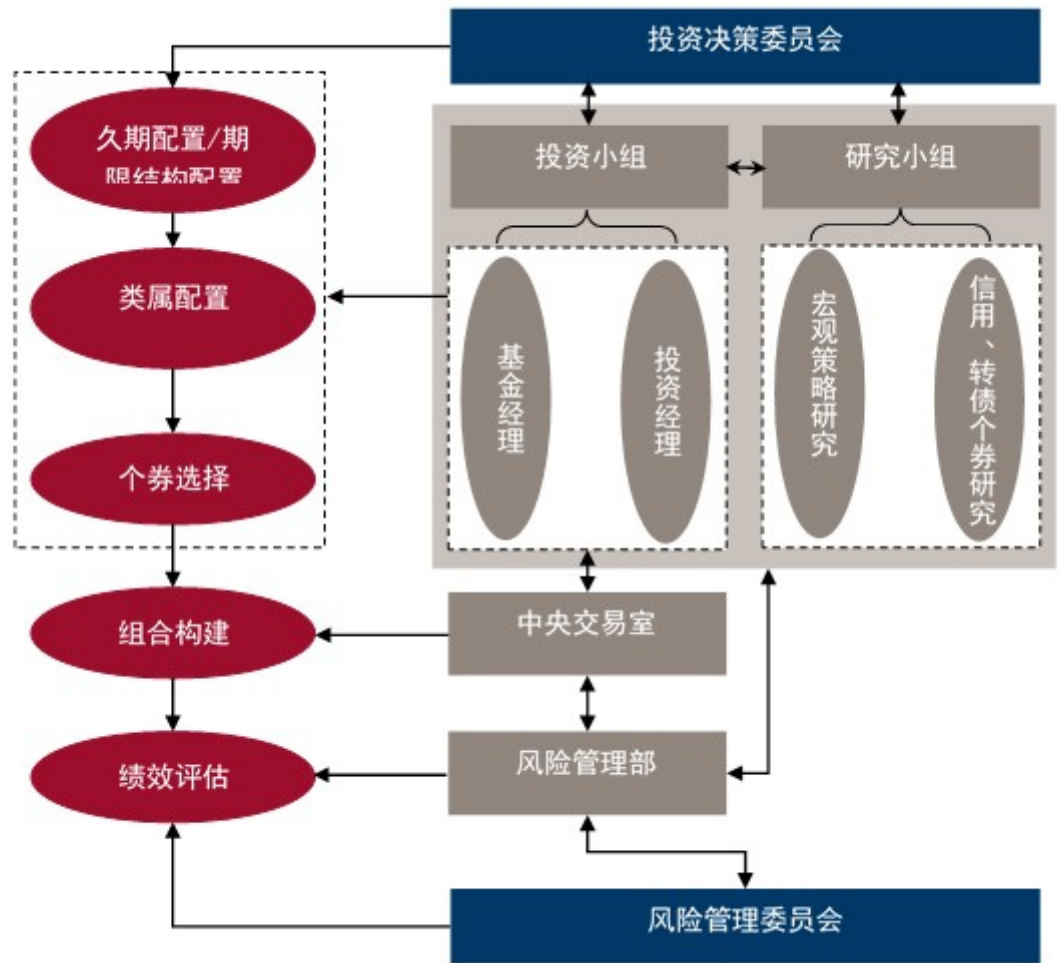 投资决策委员会
久期配置/期
限结构配置
投资小组
研究小组
类属配置
基金经理
投资经理
宏观策略研究
信用、转债个券研究
个券选择
组合构建
中央交易室
绩效评估
风险管理部
风险管理委员会